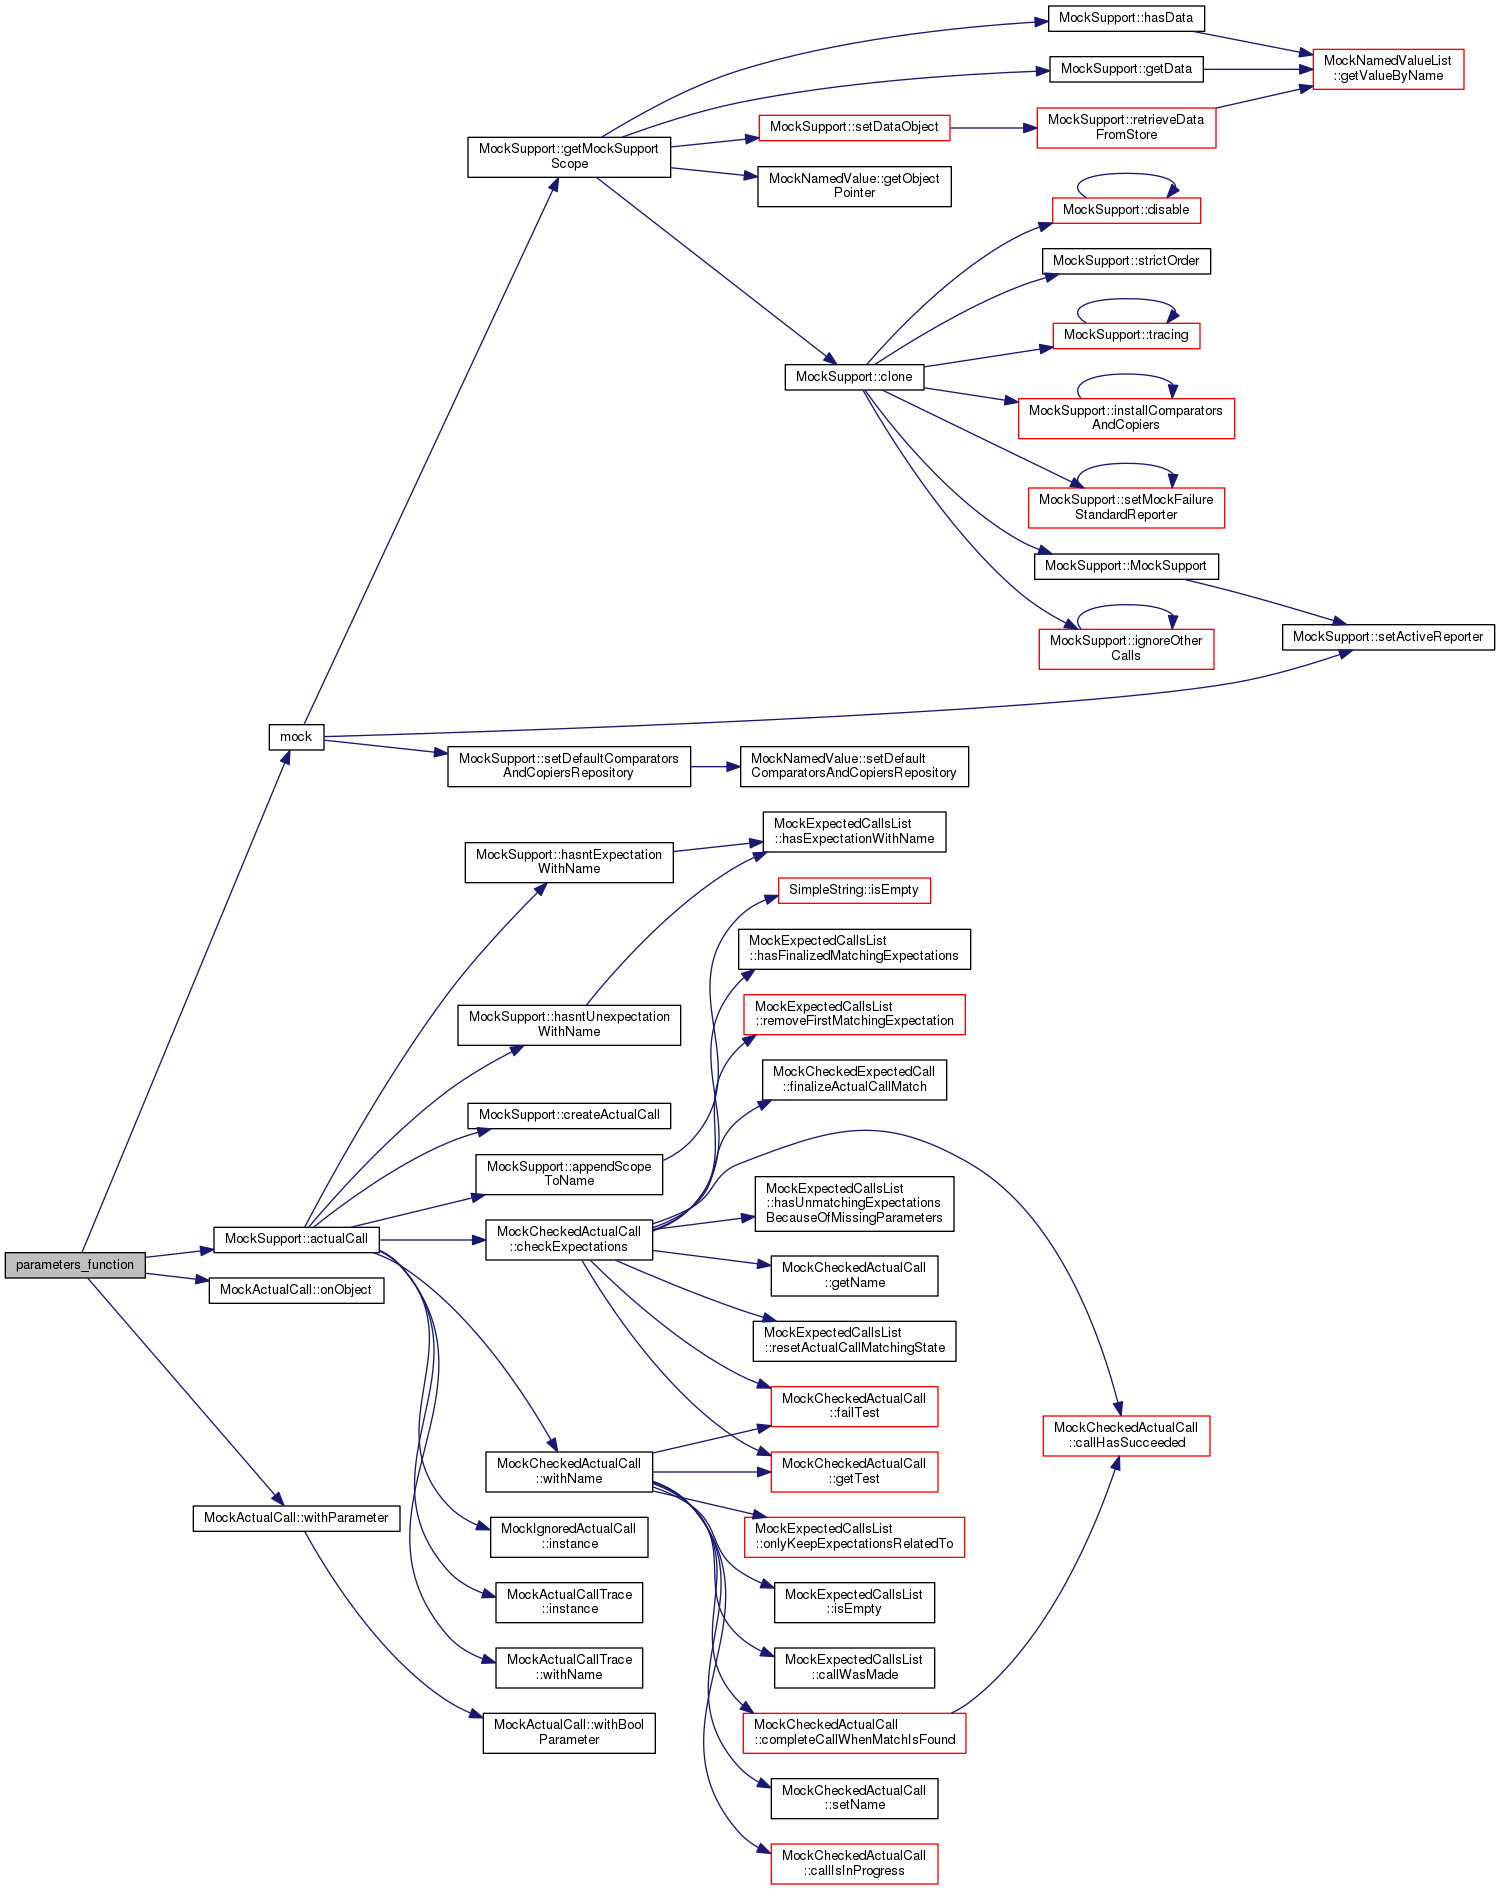 MockSupport::hasData
MockNamedValueList
::getValueByName
MockSupport::getData
MockSupport::setDataObject
MockSupport::retrieveData
FromStore
MockSupport::getMockSupport
Scope
MockNamedValue::getObject
Pointer
MockSupport::disable
MockSupport::strictOrder
MockSupport::tracing
MockSupport::clone
MockSupport::installComparators
AndCopiers
MockSupport::setMockFailure
StandardReporter
MockSupport::MockSupport
MockSupport::ignoreOther
Calls
MockSupport::setActiveReporter
mock
MockSupport::setDefaultComparators
AndCopiersRepository
MockNamedValue::setDefault
ComparatorsAndCopiersRepository
MockExpectedCallsList
::hasExpectationWithName
MockSupport::hasntExpectation
WithName
SimpleString::isEmpty
MockExpectedCallsList
::hasFinalizedMatchingExpectations
MockExpectedCallsList
::removeFirstMatchingExpectation
MockSupport::hasntUnexpectation
WithName
MockCheckedExpectedCall
::finalizeActualCallMatch
MockSupport::createActualCall
MockSupport::appendScope
ToName
MockExpectedCallsList
::hasUnmatchingExpectations
BecauseOfMissingParameters
MockSupport::actualCall
MockCheckedActualCall
::checkExpectations
parameters_function
MockCheckedActualCall
::getName
MockActualCall::onObject
MockExpectedCallsList
::resetActualCallMatchingState
MockCheckedActualCall
::failTest
MockCheckedActualCall
::callHasSucceeded
MockCheckedActualCall
::withName
MockCheckedActualCall
::getTest
MockActualCall::withParameter
MockIgnoredActualCall
::instance
MockExpectedCallsList
::onlyKeepExpectationsRelatedTo
MockActualCallTrace
::instance
MockExpectedCallsList
::isEmpty
MockActualCallTrace
::withName
MockExpectedCallsList
::callWasMade
MockActualCall::withBool
Parameter
MockCheckedActualCall
::completeCallWhenMatchIsFound
MockCheckedActualCall
::setName
MockCheckedActualCall
::callIsInProgress